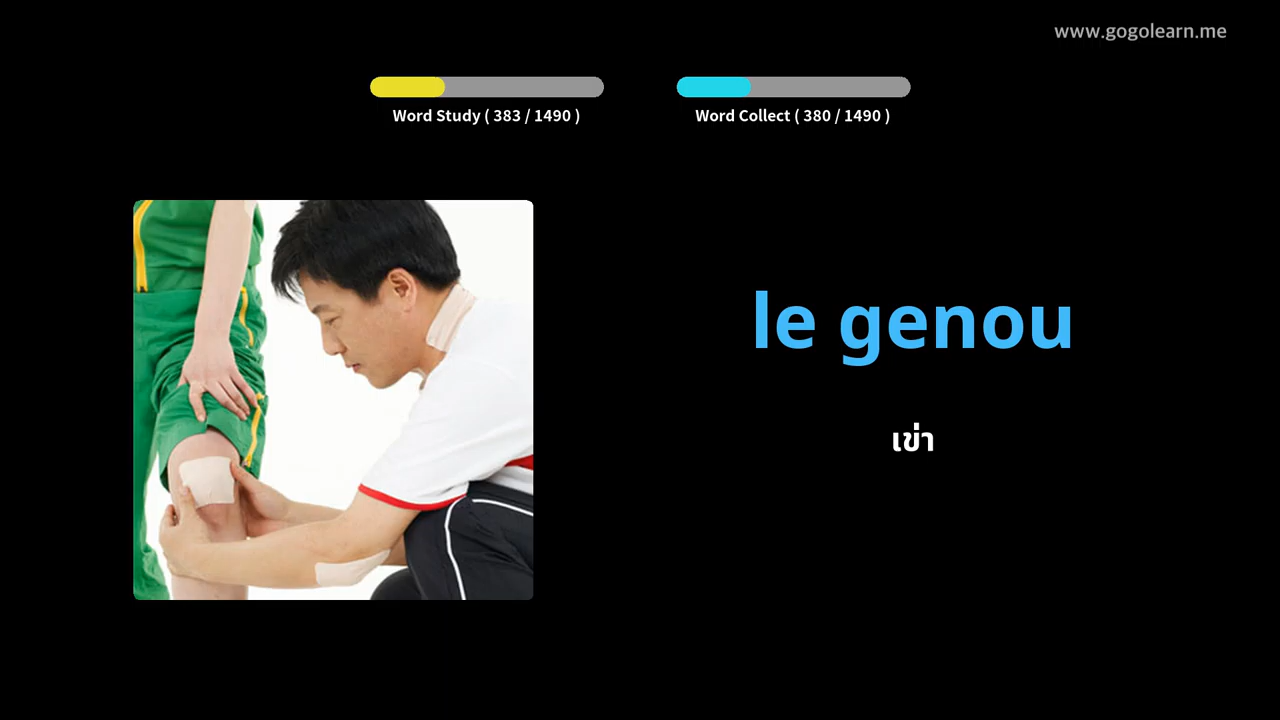 www.gogolearn.me
Word Study ( 383 / 1490 )
Word Collect ( 380 / 1490 )
le genou
เข่า